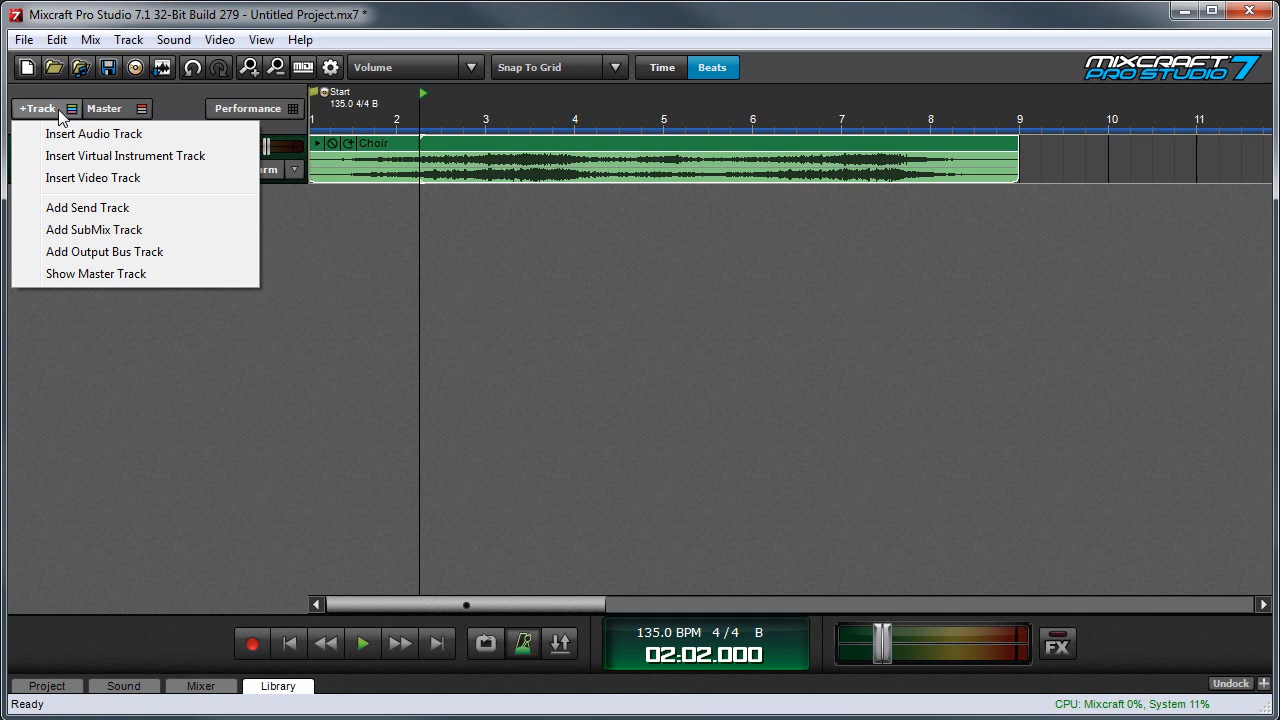 Mixcraft Pro Studio 7.1 32-Bit Build 279 - Untitled Project.mx7 *
File Edit Mix Track Sound Video View Help
Volume Snap To Grid Time Beats
MIXCRAFT PRO STUDIO 7
+Track Master Performance
Start
135.0 4/4 B
1 2 3 4 5 6 7 8 9 10 11
Choir
Insert Audio Track
Insert Virtual Instrument Track
Insert Video Track
Add Send Track
Add SubMix Track
Add Output Bus Track
Show Master Track
135.0 BPM 4 / 4 B
02:02.000
FX
Project Sound Mixer Library
Undock
Ready
CPU: Mixcraft 0%, System 11%